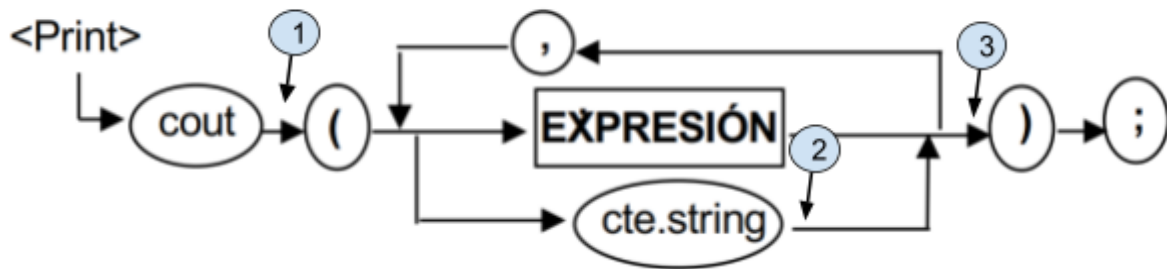 <Print>
1
,
3
cout
(
EXPRESIÓN
)
;
2
cte.string